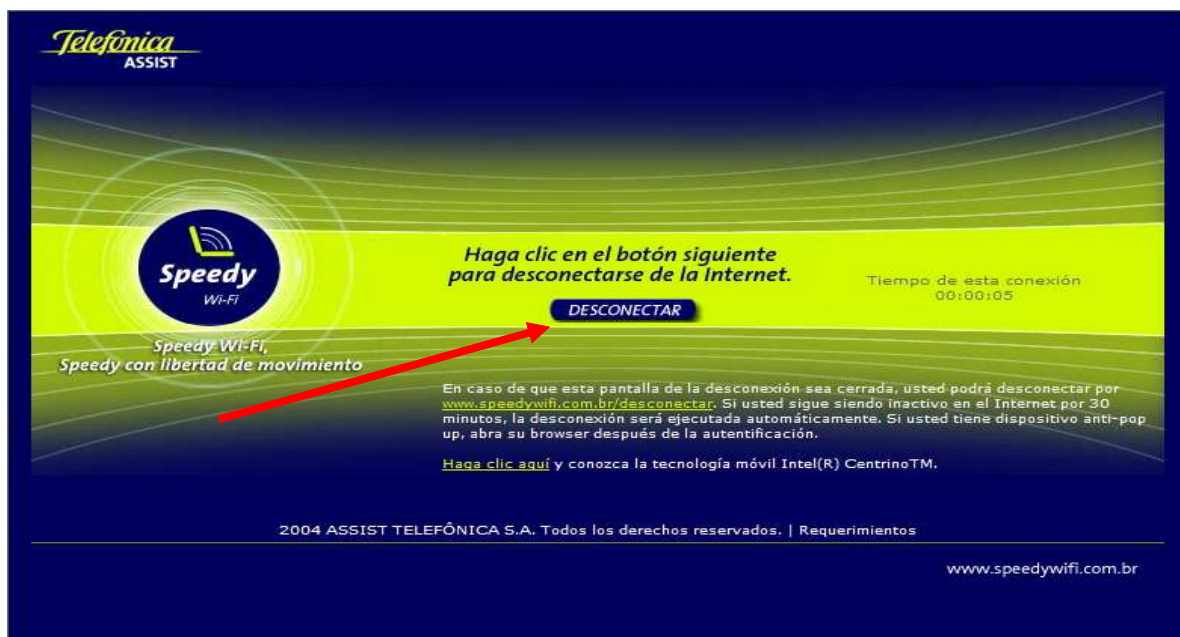 Telefónica
ASSIST
Speedy
Wi-Fi
Speedy Wi-Fi,
Speedy con libertad de movimiento
Haga clic en el botón siguiente
para desconectarse de la Internet.
DESCONECTAR
Tiempo de esta conexión
00:00:05
En caso de que esta pantalla de la desconexión sea cerrada, usted podrá desconectar por
www.speedywifi.com.br/desconectar. Si usted sigue siendo inactivo en el Internet por 30
minutos, la desconexión será ejecutada automáticamente. Si usted tiene dispositivo anti-pop
up, abra su browser después de la autentificación.
Haga clic aquí y conozca la tecnología móvil Intel(R) CentrinoTM.
2004 ASSIST TELEFÔNICA S.A. Todos los derechos reservados. | Requerimientos
www.speedywifi.com.br